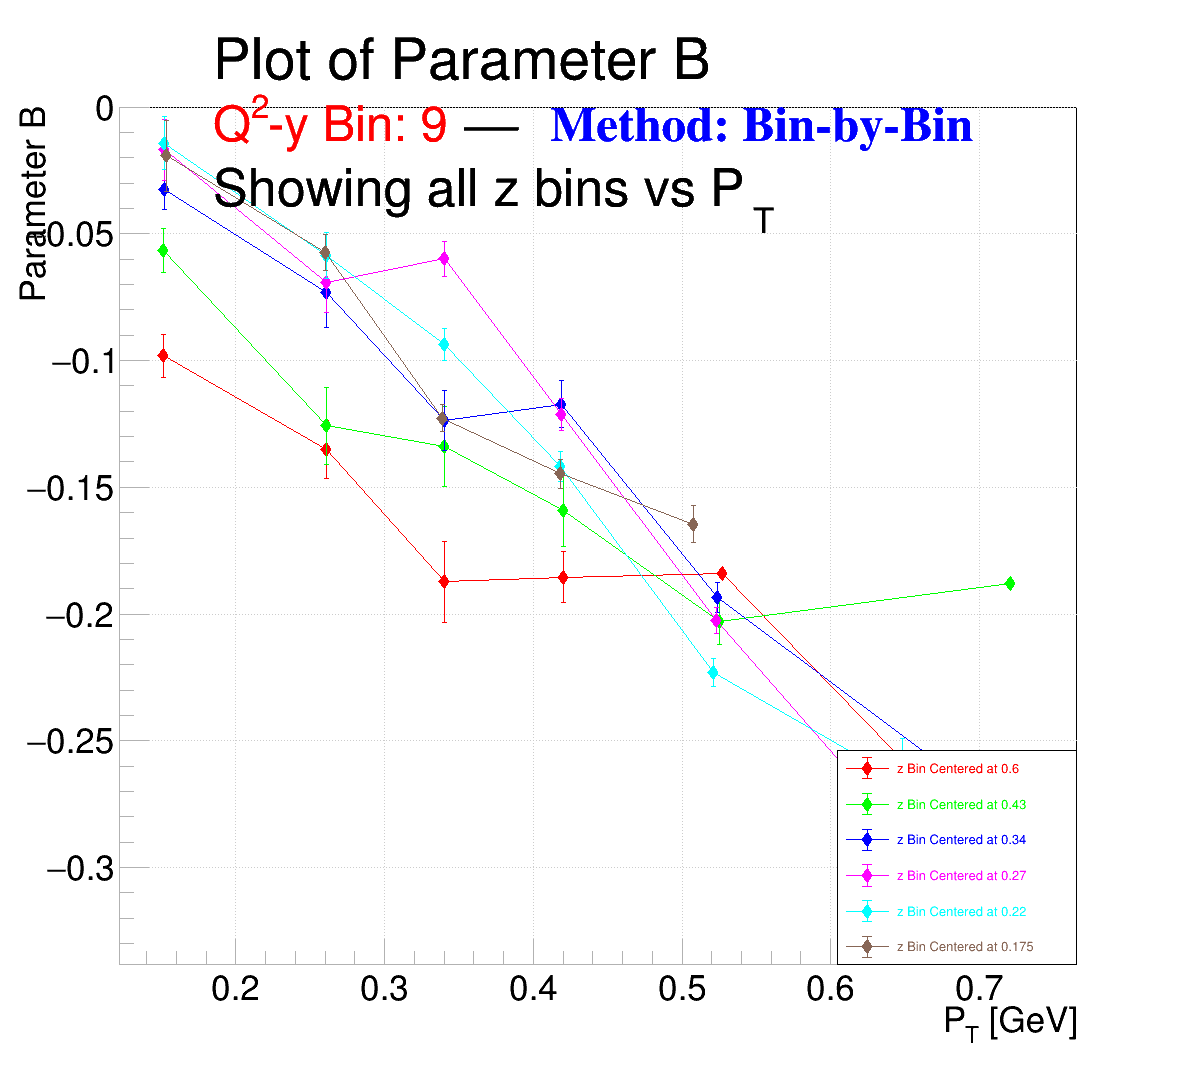 Plot of Parameter B
Q²-y Bin: 9 — Method: Bin-by-Bin
Showing all z bins vs P_T
Parameter B
0
0.05
−0.1
−0.15
−0.2
−0.25
−0.3
z Bin Centered at 0.6
z Bin Centered at 0.43
z Bin Centered at 0.34
z Bin Centered at 0.27
z Bin Centered at 0.22
z Bin Centered at 0.175
0.2 0.3 0.4 0.5 0.6 0.7
P_T [GeV]